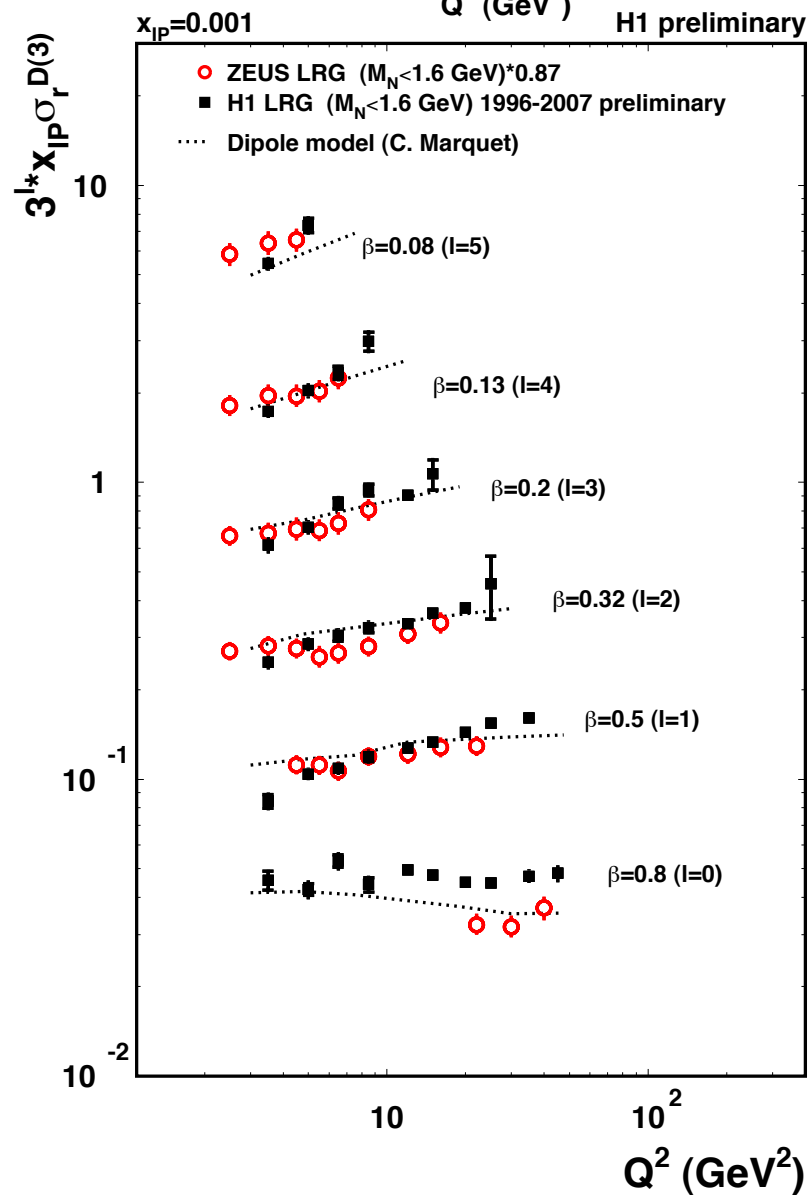 Q² (GeV²)
x_IP=0.001 H1 preliminary
ZEUS LRG (M_N<1.6 GeV)*0.87
H1 LRG (M_N<1.6 GeV) 1996-2007 preliminary
Dipole model (C. Marquet)
3^l*x_IP σ_r^D(3)
10
β=0.08 (l=5)
β=0.13 (l=4)
1
β=0.2 (l=3)
β=0.32 (l=2)
β=0.5 (l=1)
10^-1
β=0.8 (l=0)
10^-2
10 10^2
Q^2 (GeV^2)